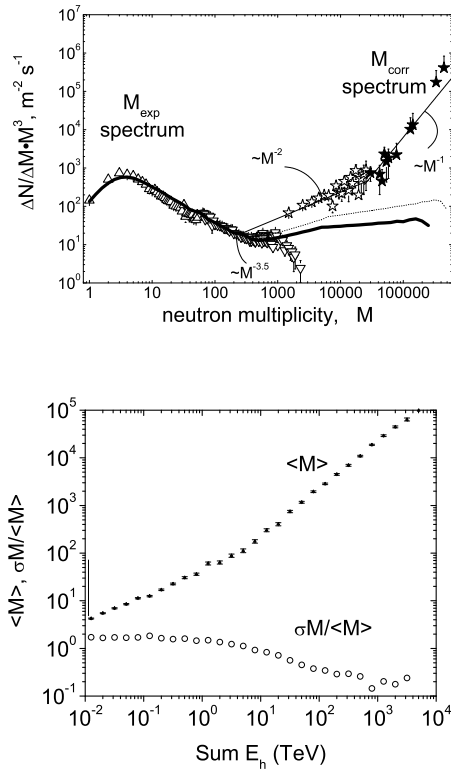 10^7
10^6
10^5
10^4
10^3
10^2
10^1
10^0
ΔN/ΔM•M^3, m^-2 s^-1
M_exp
spectrum
M_corr
spectrum
~M^-2
~M^-1
~M^-3.5
1 10 100 1000 10000 100000
neutron multiplicity, M
10^5
10^4
10^3
10^2
10^1
10^0
10^-1
<M>, σM/<M>
<M>
σM/<M>
10^-2 10^-1 10^0 10^1 10^2 10^3 10^4
Sum E_h (TeV)